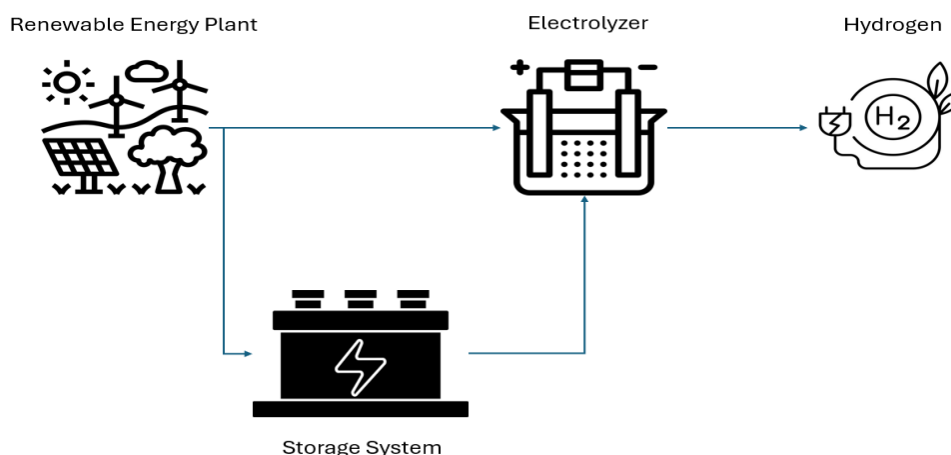 Renewable Energy Plant
Electrolyzer
Hydrogen
+
−
H2
Storage System